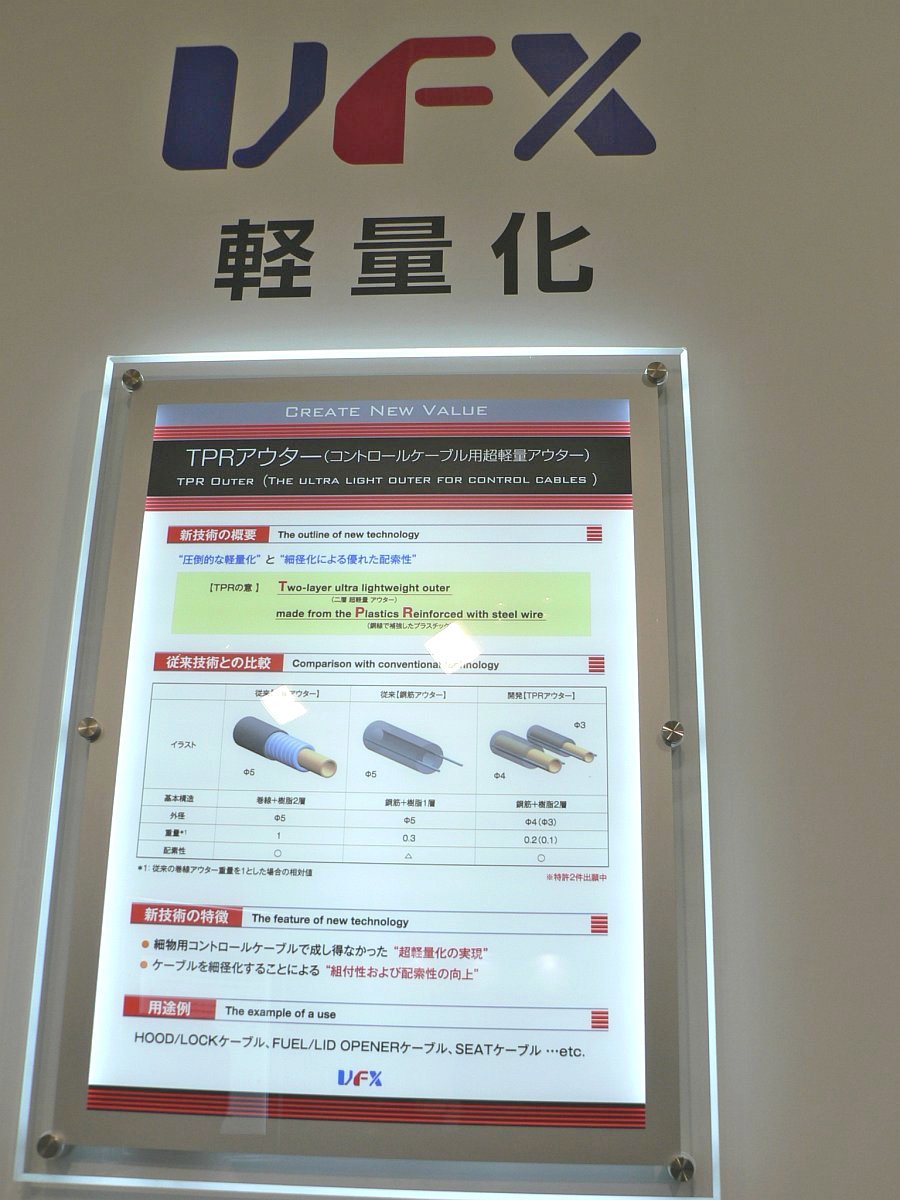 VFX
軽量化
CREATE NEW VALUE
TPRアウター(コントロールケーブル用超軽量アウター)
TPR OUTER (THE ULTRA LIGHT OUTER FOR CONTROL CABLES )
新技術の概要 The outline of new technology
"圧倒的な軽量化" と "細径化による優れた配索性"
【TPRの意 】 Two-layer ultra lightweight outer
(二層 超軽量 アウター)
made from the Plastics Reinforced with steel wire
(鋼線で補強したプラスチック
従来技術との比較 Comparison with conventional technology
従来 アウター】 従来【鋼筋アウター】 開発【TPRアウター】
イラスト Φ5 Φ5 Φ4 Φ3
基本構造 巻線+樹脂2層 鋼筋+樹脂1層 鋼筋+樹脂2層
外径 Φ5 Φ5 Φ4(Φ3)
重量*1 1 0.3 0.2(0.1)
配索性 ○ △ ○
*1: 従来の巻線アウター重量を1とした場合の相対値
※特許2件出願中
新技術の特徴 The feature of new technology
● 細物用コントロールケーブルで成し得なかった "超軽量化の実現"
● ケーブルを細径化することによる "組付性および配索性の向上"
用途例 The example of a use
HOOD/LOCKケーブル、FUEL/LID OPENERケーブル、SEATケーブル …etc.
VFX